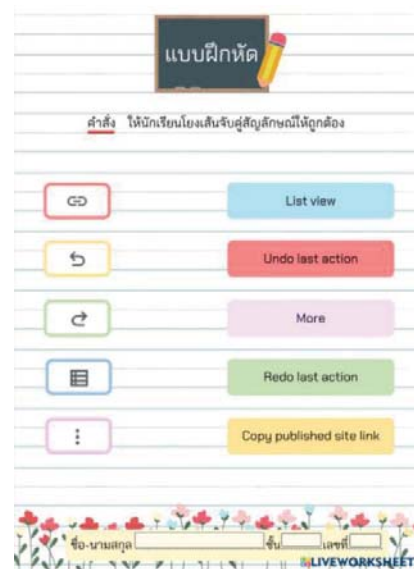 แบบฝึกหัด
คำสั่ง ให้นักเรียนโยงเส้นจับคู่สัญลักษณ์ให้ถูกต้อง
List view
Undo last action
More
Redo last action
Copy published site link
ชื่อ-นามสกุล ชั้น เลขที่
LIVEWORKSHEETS